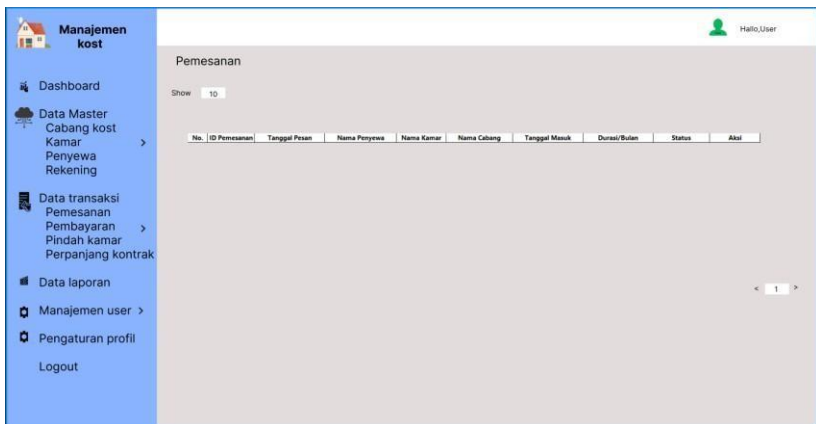 Manajemen
kost
Hallo,User
Dashboard
Data Master
Cabang kost
Kamar >
Penyewa
Rekening
Data transaksi
Pemesanan
Pembayaran >
Pindah kamar
Perpanjang kontrak
Data laporan
Manajemen user >
Pengaturan profil
Logout
Pemesanan
Show 10
No. ID Pemesanan Tanggal Pesan Nama Penyewa Nama Kamar Nama Cabang Tanggal Masuk Durasi/Bulan Status Aksi
< 1 >